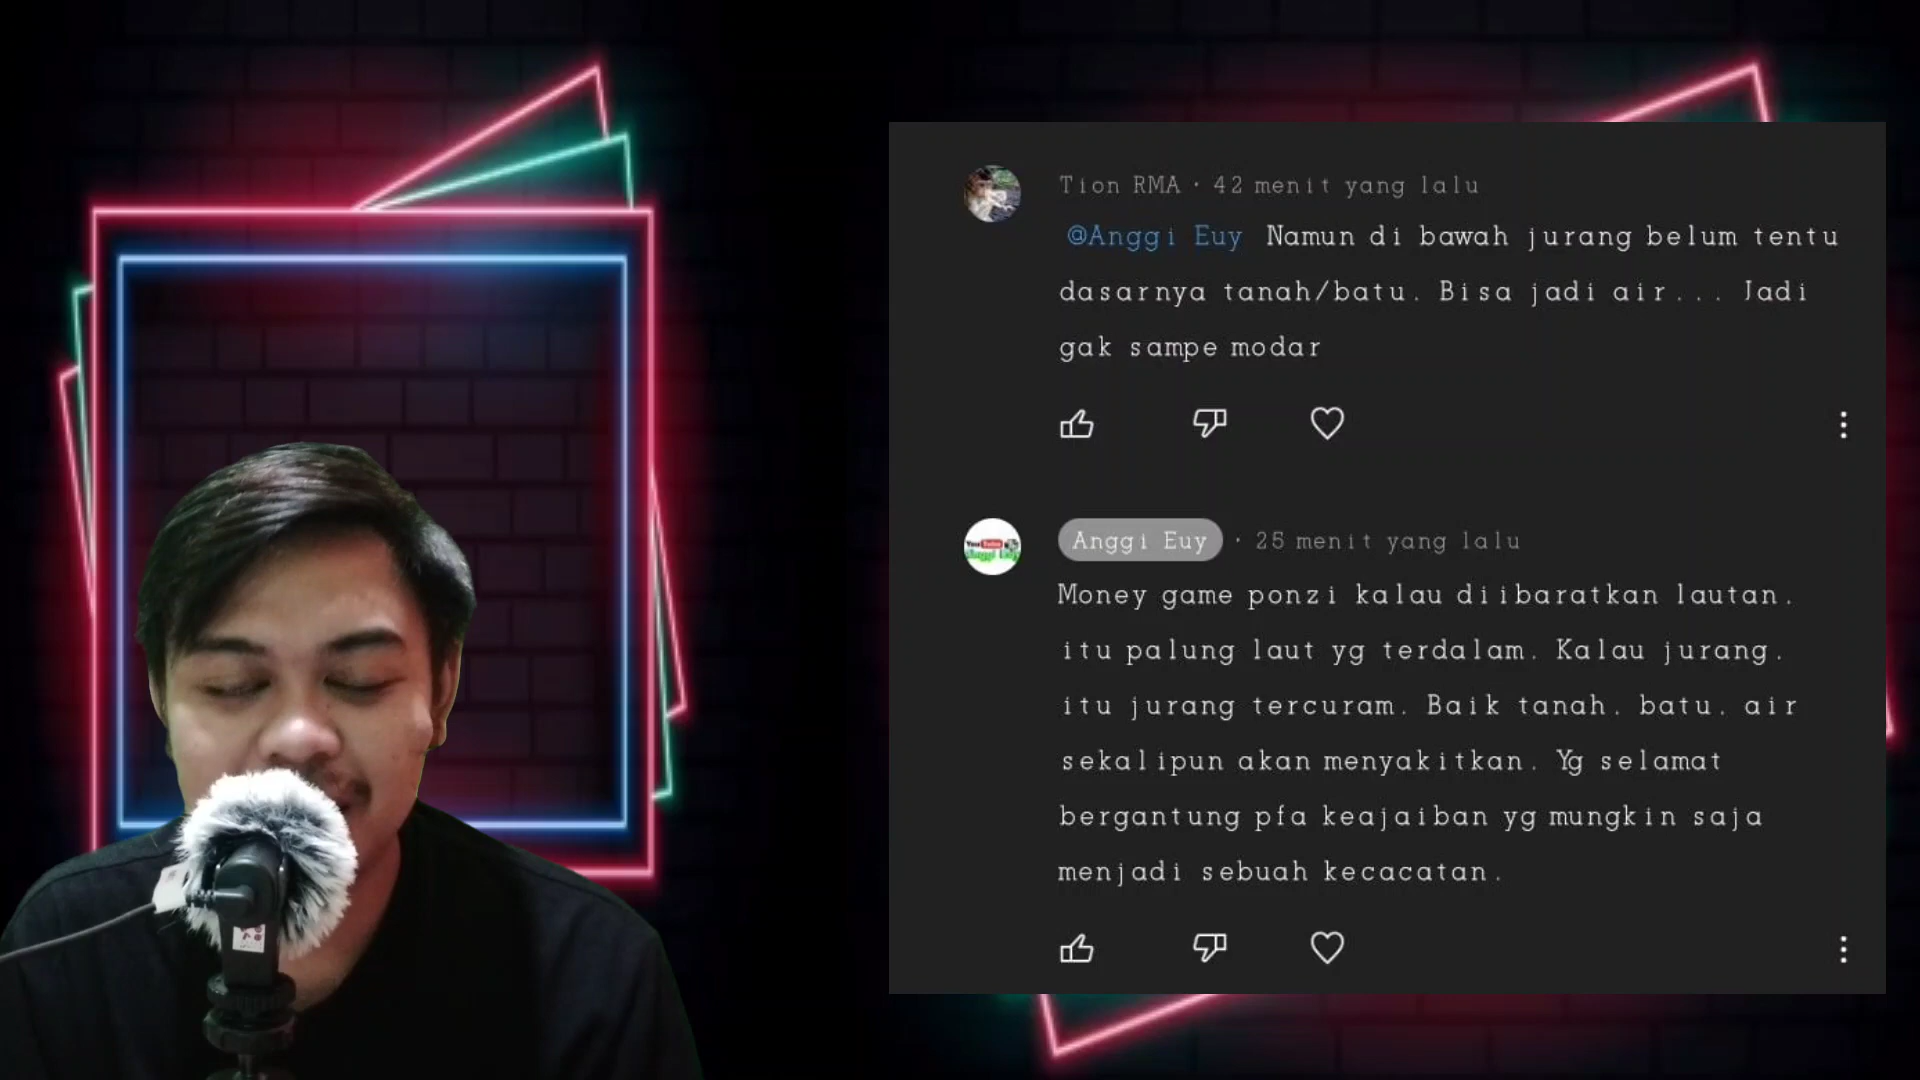 Tion RMA · 42 menit yang lalu
@Anggi Euy Namun di bawah jurang belum tentu
dasarnya tanah/batu. Bisa jadi air... Jadi
gak sampe modar
Anggi Euy · 25 menit yang lalu
Money game ponzi kalau diibaratkan lautan,
itu palung laut yg terdalam. Kalau jurang,
itu jurang tercuram. Baik tanah, batu, air
sekalipun akan menyakitkan. Yg selamat
bergantung pfa keajaiban yg mungkin saja
menjadi sebuah kecacatan.